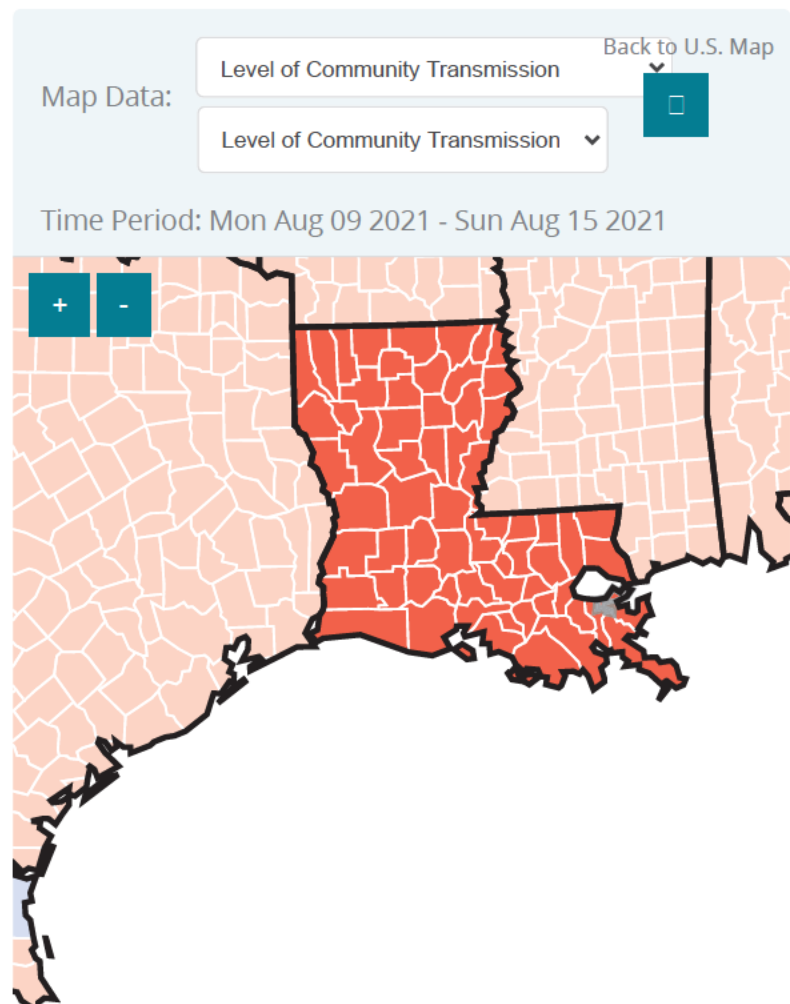 Back to U.S. Map
Level of Community Transmission
Map Data:
Level of Community Transmission
Time Period: Mon Aug 09 2021 - Sun Aug 15 2021
+ -